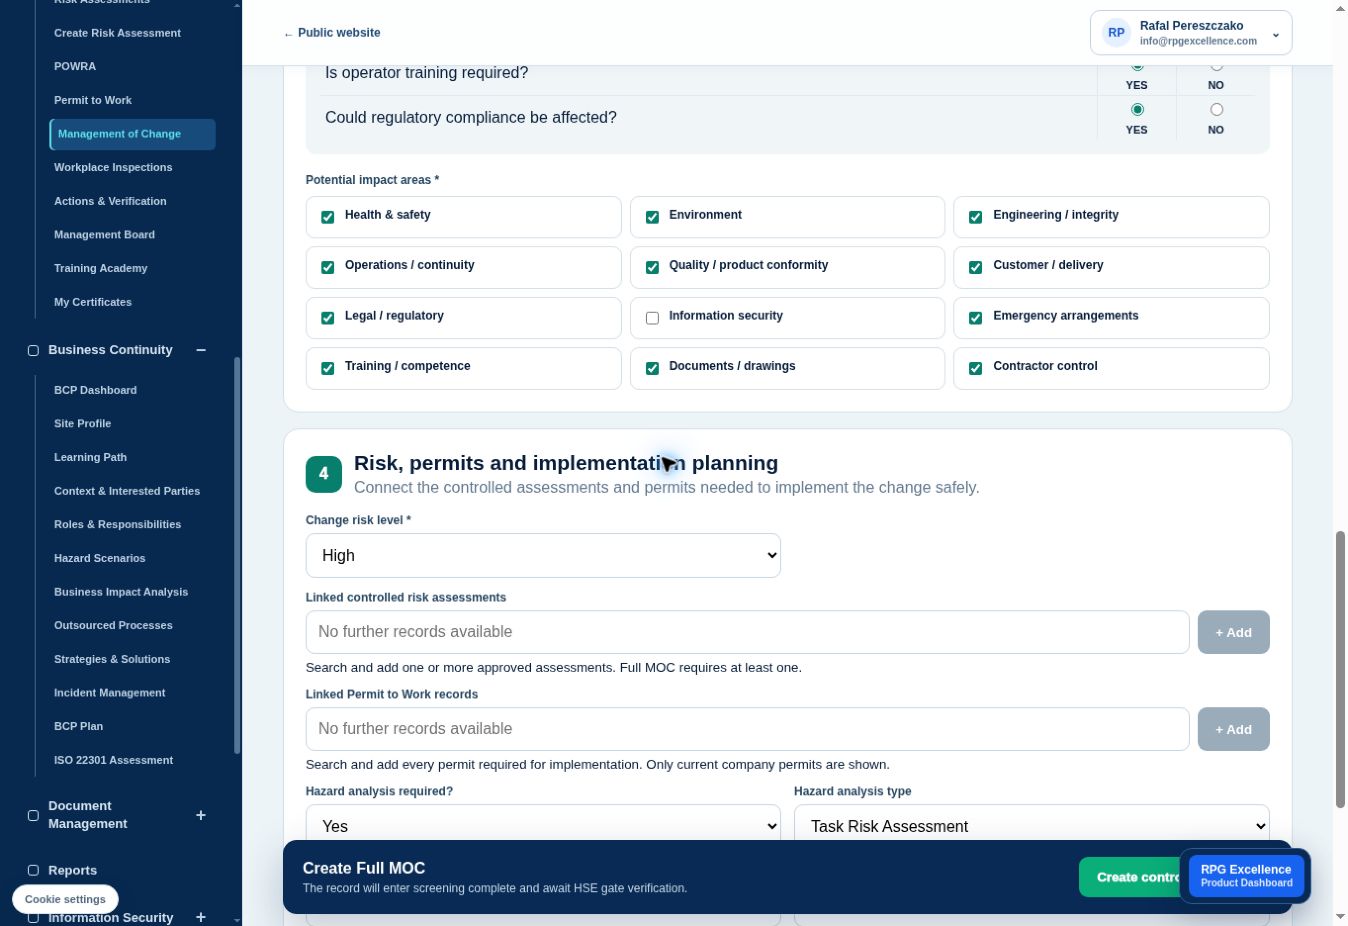 Risk Assessments
← Public website
RP
Rafal Pereszczako
info@rpgexcellence.com
Create Risk Assessment
POWRA
Permit to Work
Management of Change
Workplace Inspections
Actions & Verification
Management Board
Training Academy
My Certificates
Business Continuity
BCP Dashboard
Site Profile
Learning Path
Context & Interested Parties
Roles & Responsibilities
Hazard Scenarios
Business Impact Analysis
Outsourced Processes
Strategies & Solutions
Incident Management
BCP Plan
ISO 22301 Assessment
Document
Management
Reports
Cookie settings
Information Security
Is operator training required?
YES NO
Could regulatory compliance be affected?
YES NO
Potential impact areas *
Health & safety
Environment
Engineering / integrity
Operations / continuity
Quality / product conformity
Customer / delivery
Legal / regulatory
Information security
Emergency arrangements
Training / competence
Documents / drawings
Contractor control
4
Risk, permits and implementation planning
Connect the controlled assessments and permits needed to implement the change safely.
Change risk level *
High
Linked controlled risk assessments
No further records available
+ Add
Search and add one or more approved assessments. Full MOC requires at least one.
Linked Permit to Work records
No further records available
+ Add
Search and add every permit required for implementation. Only current company permits are shown.
Hazard analysis required?
Hazard analysis type
Yes
Task Risk Assessment
Create Full MOC
The record will enter screening complete and await HSE gate verification.
Create contro
RPG Excellence
Product Dashboard